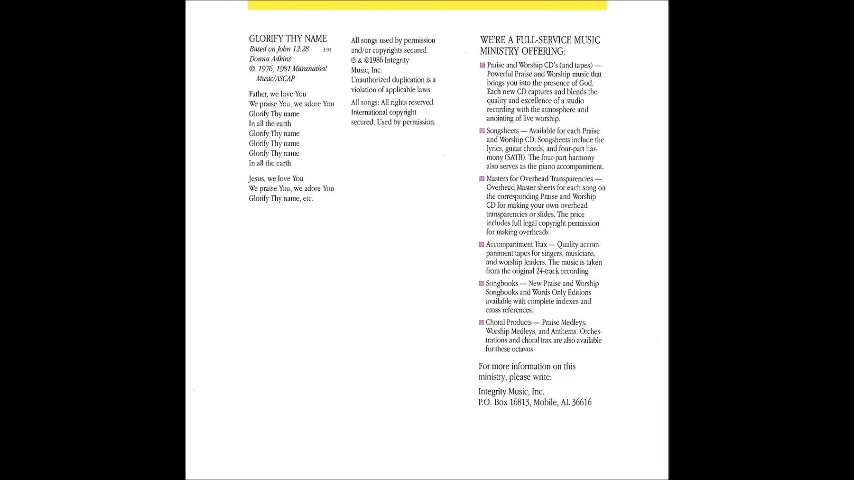 GLORIFY THY NAME
Based on John 12:28 3:03
Donna Adkins
© 1976, 1981 Maranatha!
Music/ASCAP
Father, we love You
We praise You, we adore You
Glorify Thy name
In all the earth
Glorify Thy name
Glorify Thy name
Glorify Thy name
In all the earth
Jesus, we love You
We praise You, we adore You
Glorify Thy name, etc.
All songs used by permission
and/or copyrights secured.
℗ & ©1986 Integrity
Music, Inc.
Unauthorized duplication is a
violation of applicable laws.
All songs: All rights reserved.
International copyright
secured. Used by permission.
WE'RE A FULL-SERVICE MUSIC
MINISTRY OFFERING:
Praise and Worship CD's (and tapes) —
Powerful Praise and Worship music that
brings you into the presence of God.
Each new CD captures and blends the
quality and excellence of a studio
recording with the atmosphere and
anointing of live worship.
Songsheets — Available for each Praise
and Worship CD. Songsheets include the
lyrics, guitar chords, and four-part har-
mony (SATB). The four-part harmony
also serves as the piano accompaniment.
Masters for Overhead Transparencies —
Overhead Master sheets for each song on
the corresponding Praise and Worship
CD for making your own overhead
transparencies or slides. The price
includes full legal copyright permission
for making overheads.
Accompaniment Trax — Quality accom-
paniment tapes for singers, musicians,
and worship leaders. The music is taken
from the original 24-track recording.
Songbooks — New Praise and Worship
Songbooks and Words Only Editions
available with complete indexes and
cross references.
Choral Products — Praise Medleys,
Worship Medleys, and Anthems. Orches-
trations and choral trax are also available
for these octavos.
For more information on this
ministry, please write:
Integrity Music, Inc.
P.O. Box 16813, Mobile, AL 36616